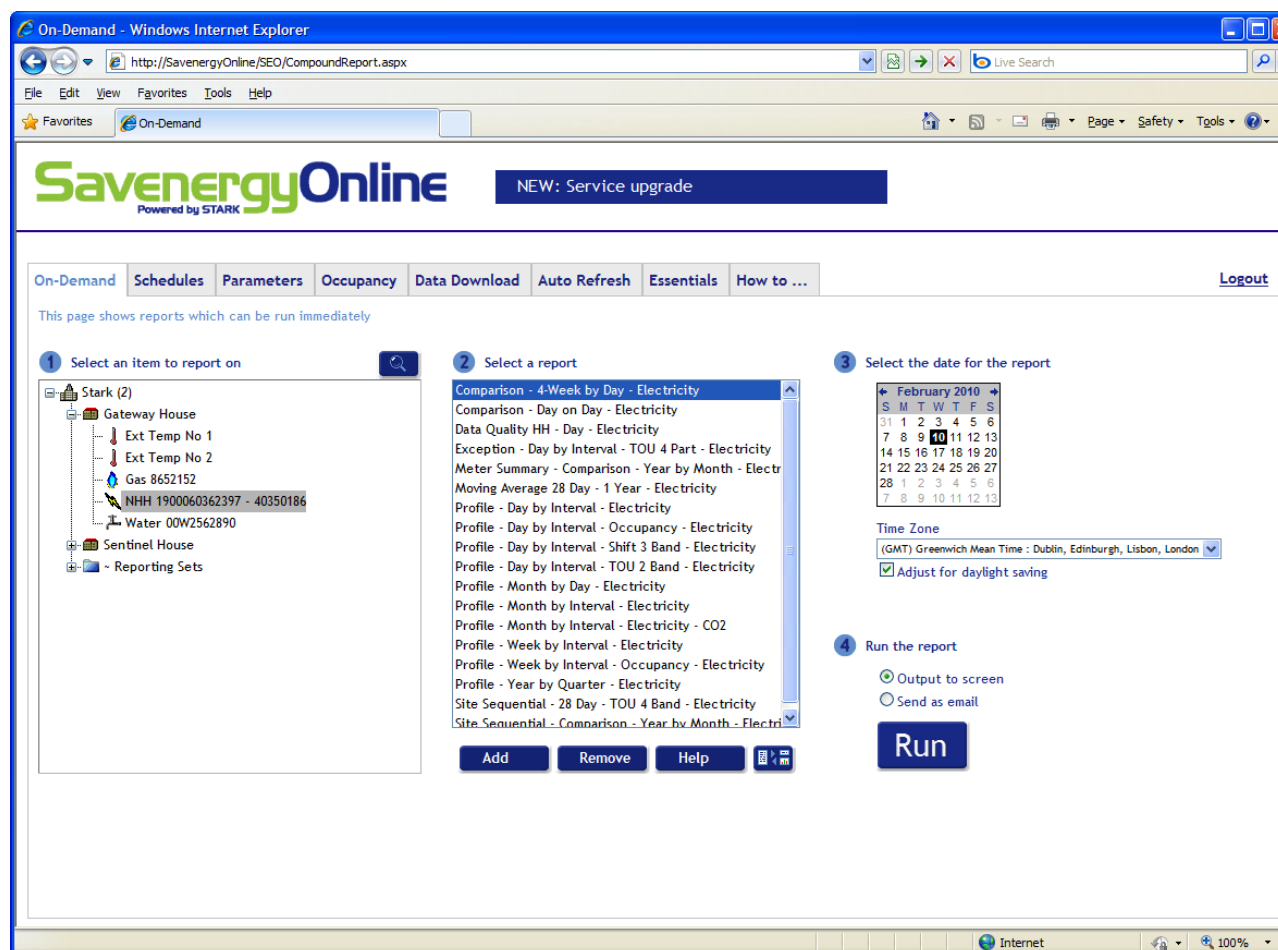 On-Demand - Windows Internet Explorer
http://SavenergyOnline/SEO/CompoundReport.aspx
Live Search
File Edit View Favorites Tools Help
Favorites On-Demand Page Safety Tools
SavenergyOnline
Powered by STARK
NEW: Service upgrade
On-Demand Schedules Parameters Occupancy Data Download Auto Refresh Essentials How to ... Logout
This page shows reports which can be run immediately
1 Select an item to report on
Stark (2)
Gateway House
Ext Temp No 1
Ext Temp No 2
Gas 8652152
NHH 1900060362397 - 40350186
Water 00W2562890
Sentinel House
~ Reporting Sets
2 Select a report
Comparison - 4-Week by Day - Electricity
Comparison - Day on Day - Electricity
Data Quality HH - Day - Electricity
Exception - Day by Interval - TOU 4 Part - Electricity
Meter Summary - Comparison - Year by Month - Electr
Moving Average 28 Day - 1 Year - Electricity
Profile - Day by Interval - Electricity
Profile - Day by Interval - Occupancy - Electricity
Profile - Day by Interval - Shift 3 Band - Electricity
Profile - Day by Interval - TOU 2 Band - Electricity
Profile - Month by Day - Electricity
Profile - Month by Interval - Electricity
Profile - Month by Interval - Electricity - CO2
Profile - Week by Interval - Electricity
Profile - Week by Interval - Occupancy - Electricity
Profile - Year by Quarter - Electricity
Site Sequential - 28 Day - TOU 4 Band - Electricity
Site Sequential - Comparison - Year by Month - Electri
Add Remove Help
3 Select the date for the report
February 2010
S M T W T F S
31 1 2 3 4 5 6
7 8 9 10 11 12 13
14 15 16 17 18 19 20
21 22 23 24 25 26 27
28 1 2 3 4 5 6
7 8 9 10 11 12 13
Time Zone
(GMT) Greenwich Mean Time : Dublin, Edinburgh, Lisbon, London
Adjust for daylight saving
4 Run the report
Output to screen
Send as email
Run
Internet 100%